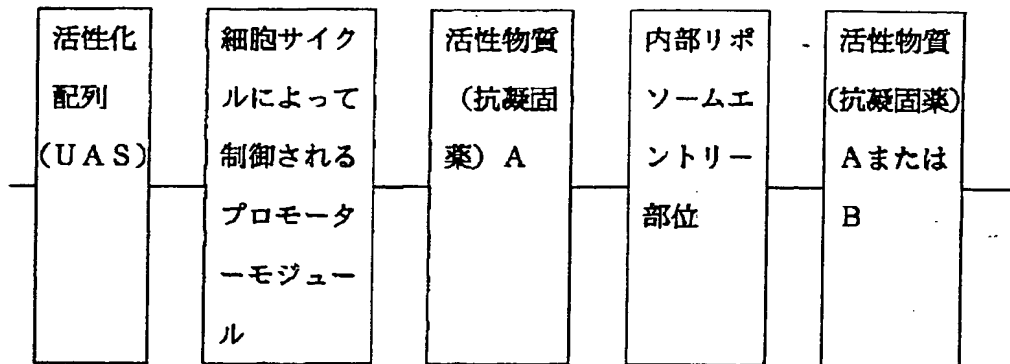 活性化
配列
(UAS)
細胞サイク
ルによって
制御される
プロモータ
ーモジュー
ル
活性物質
(抗凝固
薬) A
内部リポ
ソームエ
ントリー
部位
活性物質
(抗凝固薬)
Aまたは
B